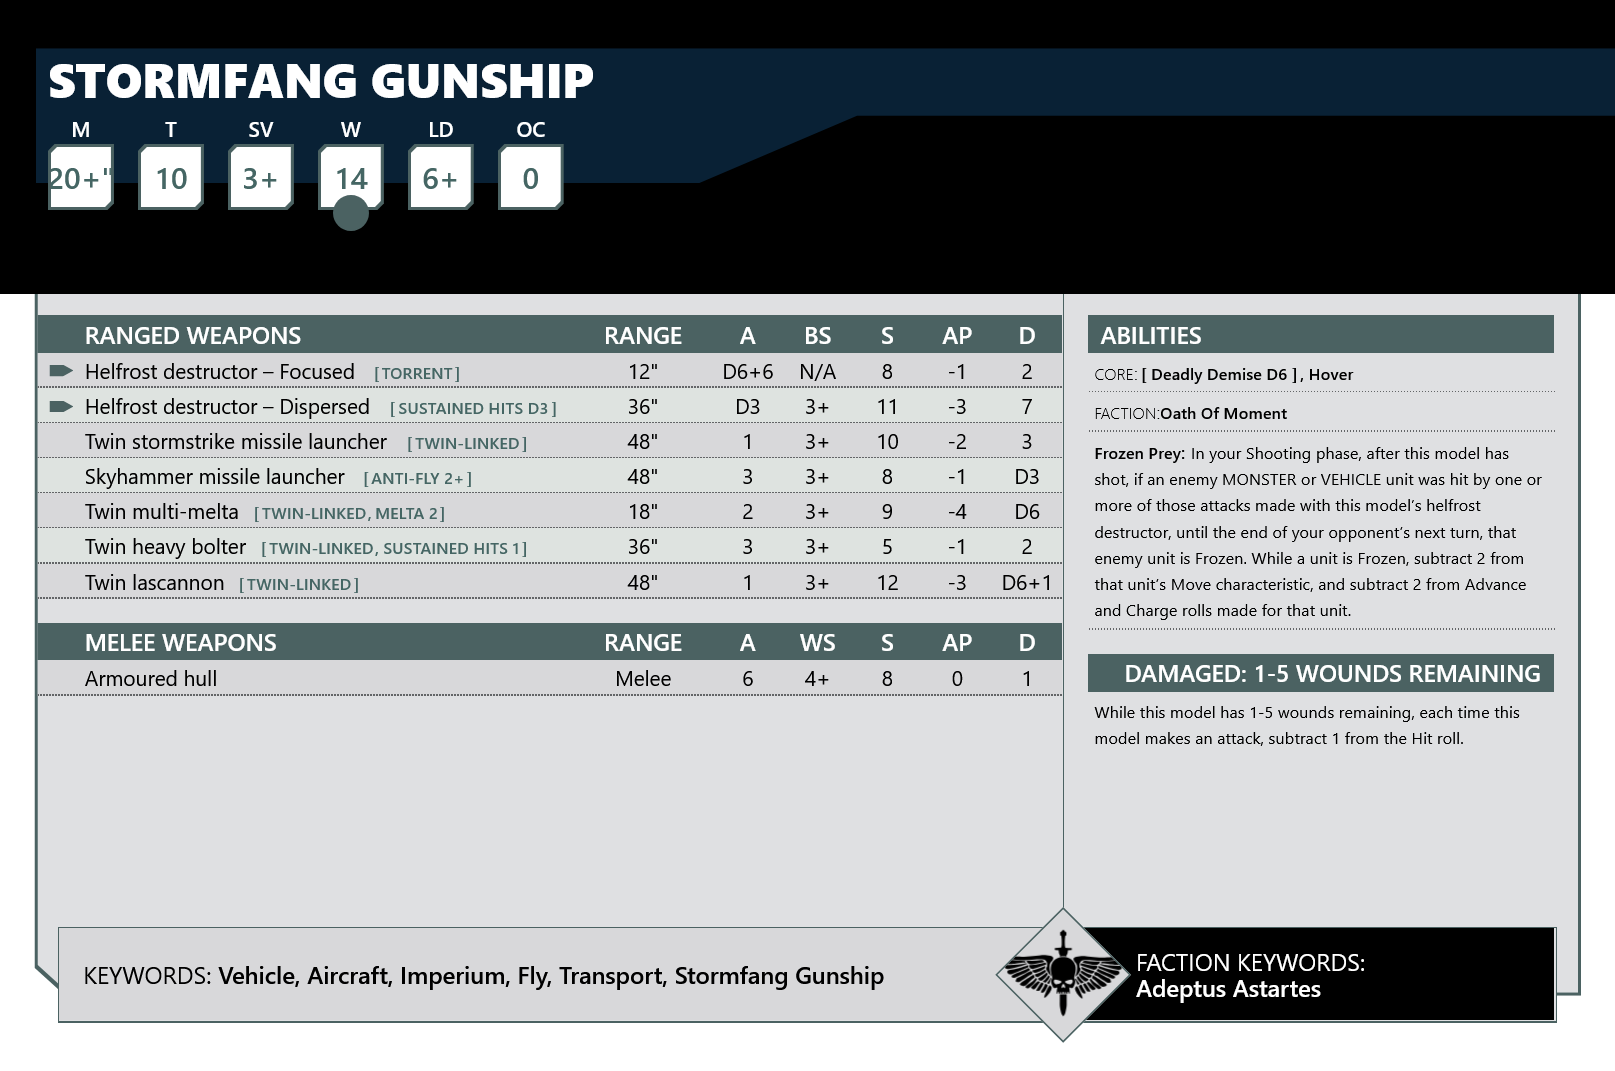 STORMFANG GUNSHIP
M T SV W LD OC
20+" 10 3+ 14 6+ 0
RANGED WEAPONS RANGE A BS S AP D
Helfrost destructor – Focused [TORRENT] 12" D6+6 N/A 8 -1 2
Helfrost destructor – Dispersed [SUSTAINED HITS D3] 36" D3 3+ 11 -3 7
Twin stormstrike missile launcher [TWIN-LINKED] 48" 1 3+ 10 -2 3
Skyhammer missile launcher [ANTI-FLY 2+] 48" 3 3+ 8 -1 D3
Twin multi-melta [TWIN-LINKED, MELTA 2] 18" 2 3+ 9 -4 D6
Twin heavy bolter [TWIN-LINKED, SUSTAINED HITS 1] 36" 3 3+ 5 -1 2
Twin lascannon [TWIN-LINKED] 48" 1 3+ 12 -3 D6+1
MELEE WEAPONS RANGE A WS S AP D
Armoured hull Melee 6 4+ 8 0 1
ABILITIES
CORE: [ Deadly Demise D6 ] , Hover
FACTION:Oath Of Moment
Frozen Prey: In your Shooting phase, after this model has
shot, if an enemy MONSTER or VEHICLE unit was hit by one or
more of those attacks made with this model’s helfrost
destructor, until the end of your opponent’s next turn, that
enemy unit is Frozen. While a unit is Frozen, subtract 2 from
that unit’s Move characteristic, and subtract 2 from Advance
and Charge rolls made for that unit.
DAMAGED: 1-5 WOUNDS REMAINING
While this model has 1-5 wounds remaining, each time this
model makes an attack, subtract 1 from the Hit roll.
KEYWORDS: Vehicle, Aircraft, Imperium, Fly, Transport, Stormfang Gunship
FACTION KEYWORDS:
Adeptus Astartes